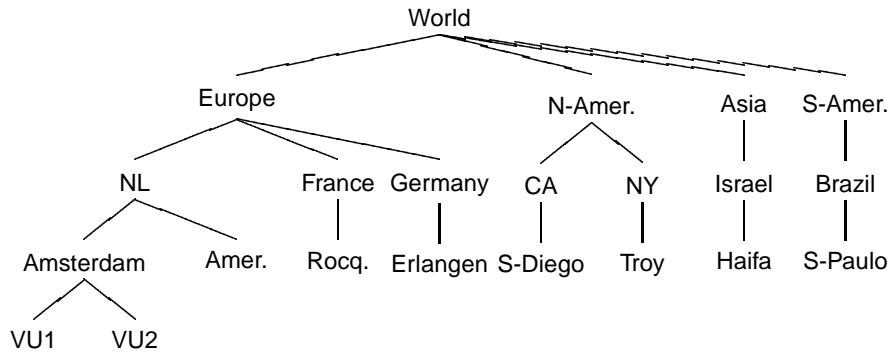 World
Europe N-Amer. Asia S-Amer.
NL France Germany CA NY Israel Brazil
Amsterdam Amer. Rocq. Erlangen S-Diego Troy Haifa S-Paulo
VU1 VU2